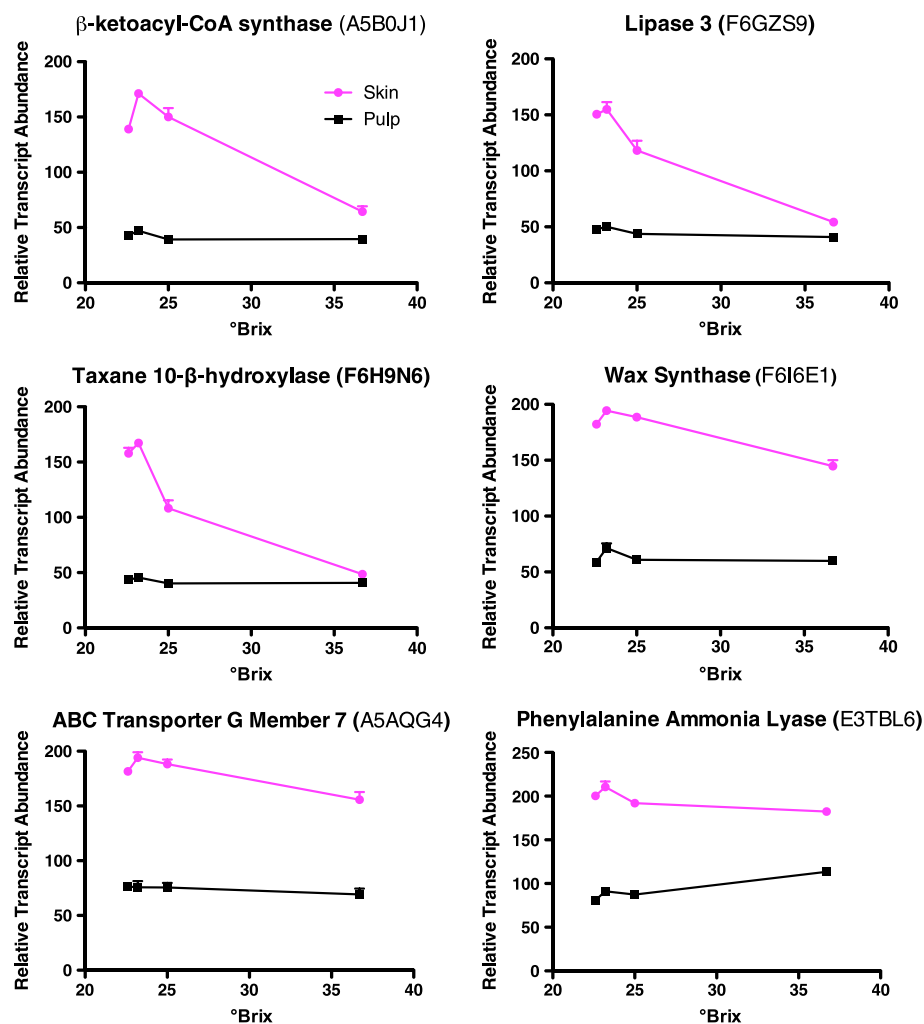 β-ketoacyl-CoA synthase (A5B0J1)
Relative Transcript Abundance
200
150
100
50
0
20 25 30 35 40
°Brix
Skin
Pulp
Lipase 3 (F6GZS9)
Relative Transcript Abundance
200
150
100
50
0
20 25 30 35 40
°Brix
Taxane 10-β-hydroxylase (F6H9N6)
Relative Transcript Abundance
200
150
100
50
0
20 25 30 35 40
°Brix
Wax Synthase (F6I6E1)
Relative Transcript Abundance
200
150
100
50
0
20 25 30 35 40
°Brix
ABC Transporter G Member 7 (A5AQG4)
Relative Transcript Abundance
200
150
100
50
0
20 25 30 35 40
°Brix
Phenylalanine Ammonia Lyase (E3TBL6)
Relative Transcript Abundance
250
200
150
100
50
0
20 25 30 35 40
°Brix